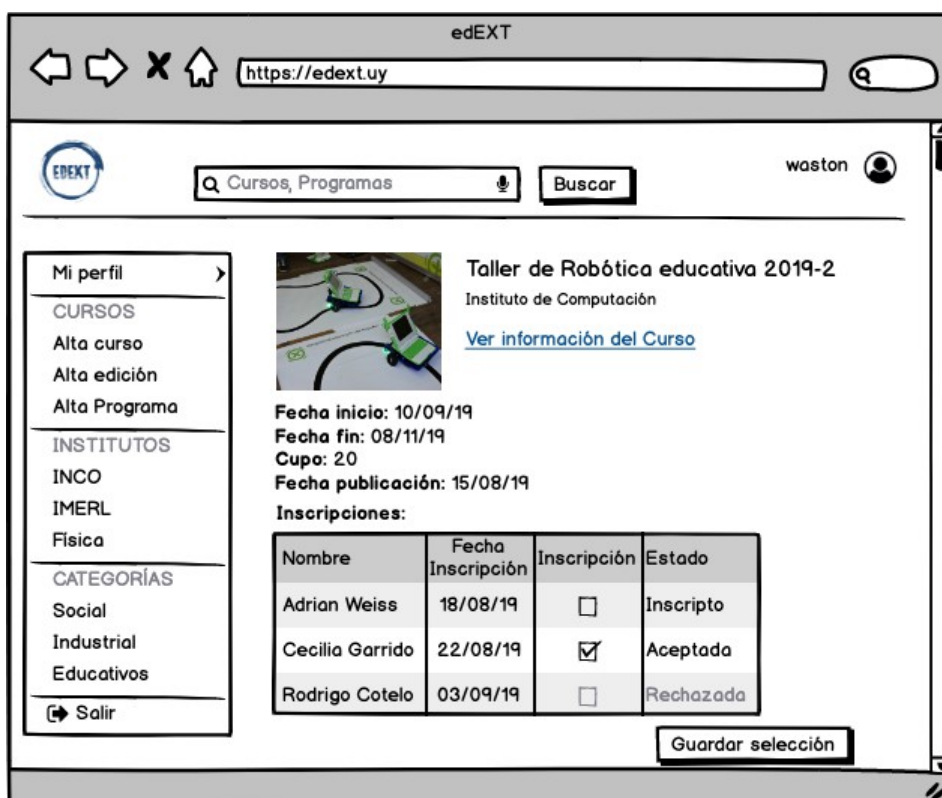 edEXT
https://edext.uy
EDEXT
Cursos, Programas
Buscar
waston
Mi perfil
CURSOS
Alta curso
Alta edición
Alta Programa
INSTITUTOS
INCO
IMERL
Física
CATEGORÍAS
Social
Industrial
Educativos
Salir
Taller de Robótica educativa 2019-2
Instituto de Computación
Ver información del Curso
Fecha inicio: 10/09/19
Fecha fin: 08/11/19
Cupo: 20
Fecha publicación: 15/08/19
Inscripciones:
Nombre Fecha Inscripción Inscripción Estado
Adrian Weiss 18/08/19 Inscripto
Cecilia Garrido 22/08/19 Aceptada
Rodrigo Cotelo 03/09/19 Rechazada
Guardar selección